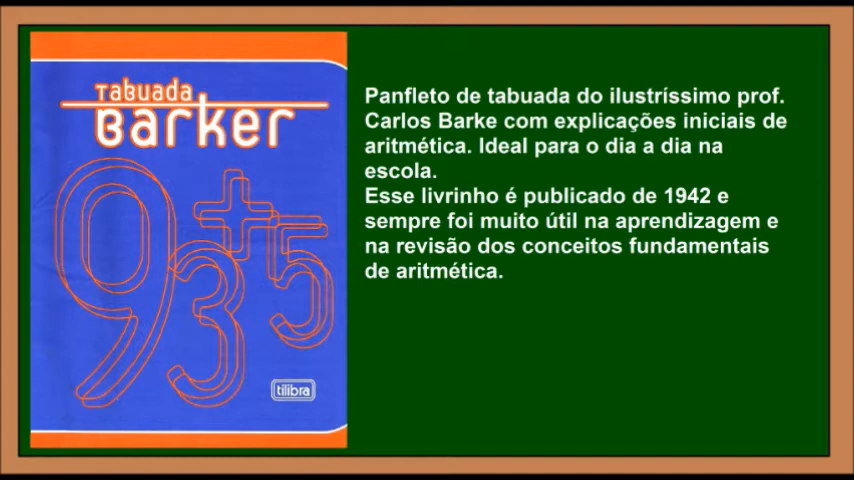 Tabuada
Barker
9 3 + 5
tilibra
Panfleto de tabuada do ilustríssimo prof.
Carlos Barke com explicações iniciais de
aritmética. Ideal para o dia a dia na
escola.
Esse livrinho é publicado de 1942 e
sempre foi muito útil na aprendizagem e
na revisão dos conceitos fundamentais
de aritmética.